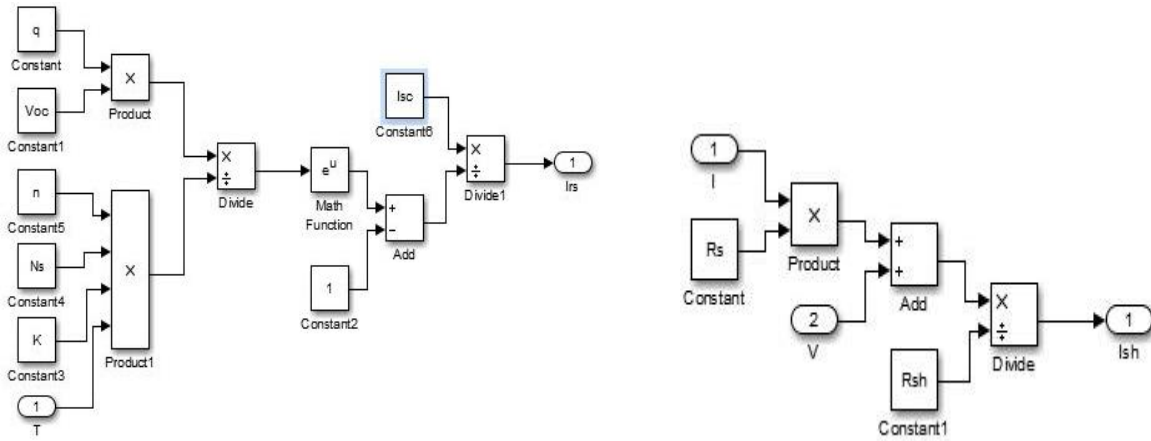 q
Constant
Voc
Constant1
X
Product
n
Constant5
Ns
Constant4
K
Constant3
1
T
X
Product1
X
÷
Divide
e^u
Math
Function
1
Constant2
Isc
Constant6
+
−
Add
X
÷
Divide1
1
Irs
1
I
Rs
Constant
X
Product
2
V
+
+
Add
Rsh
Constant1
X
÷
Divide
1
Ish